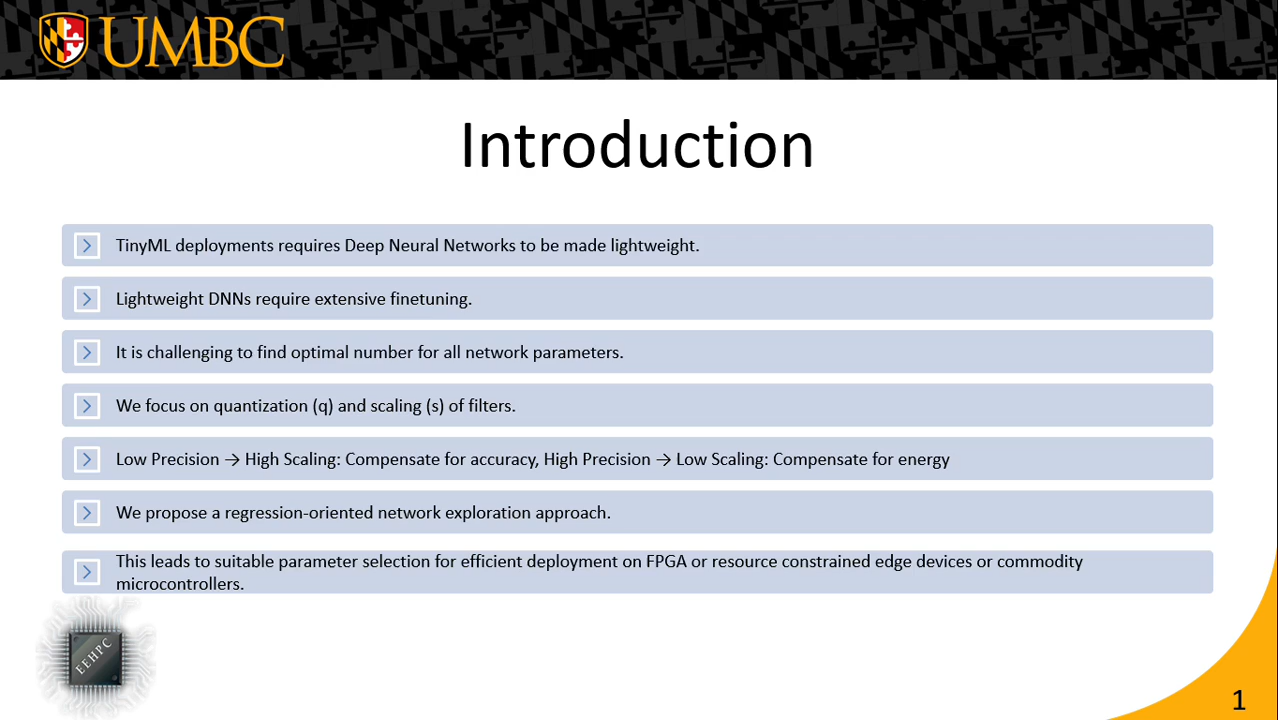 UMBC
Introduction
TinyML deployments requires Deep Neural Networks to be made lightweight.
Lightweight DNNs require extensive finetuning.
It is challenging to find optimal number for all network parameters.
We focus on quantization (q) and scaling (s) of filters.
Low Precision → High Scaling: Compensate for accuracy, High Precision → Low Scaling: Compensate for energy
We propose a regression-oriented network exploration approach.
This leads to suitable parameter selection for efficient deployment on FPGA or resource constrained edge devices or commodity
microcontrollers.
EEHPC
1